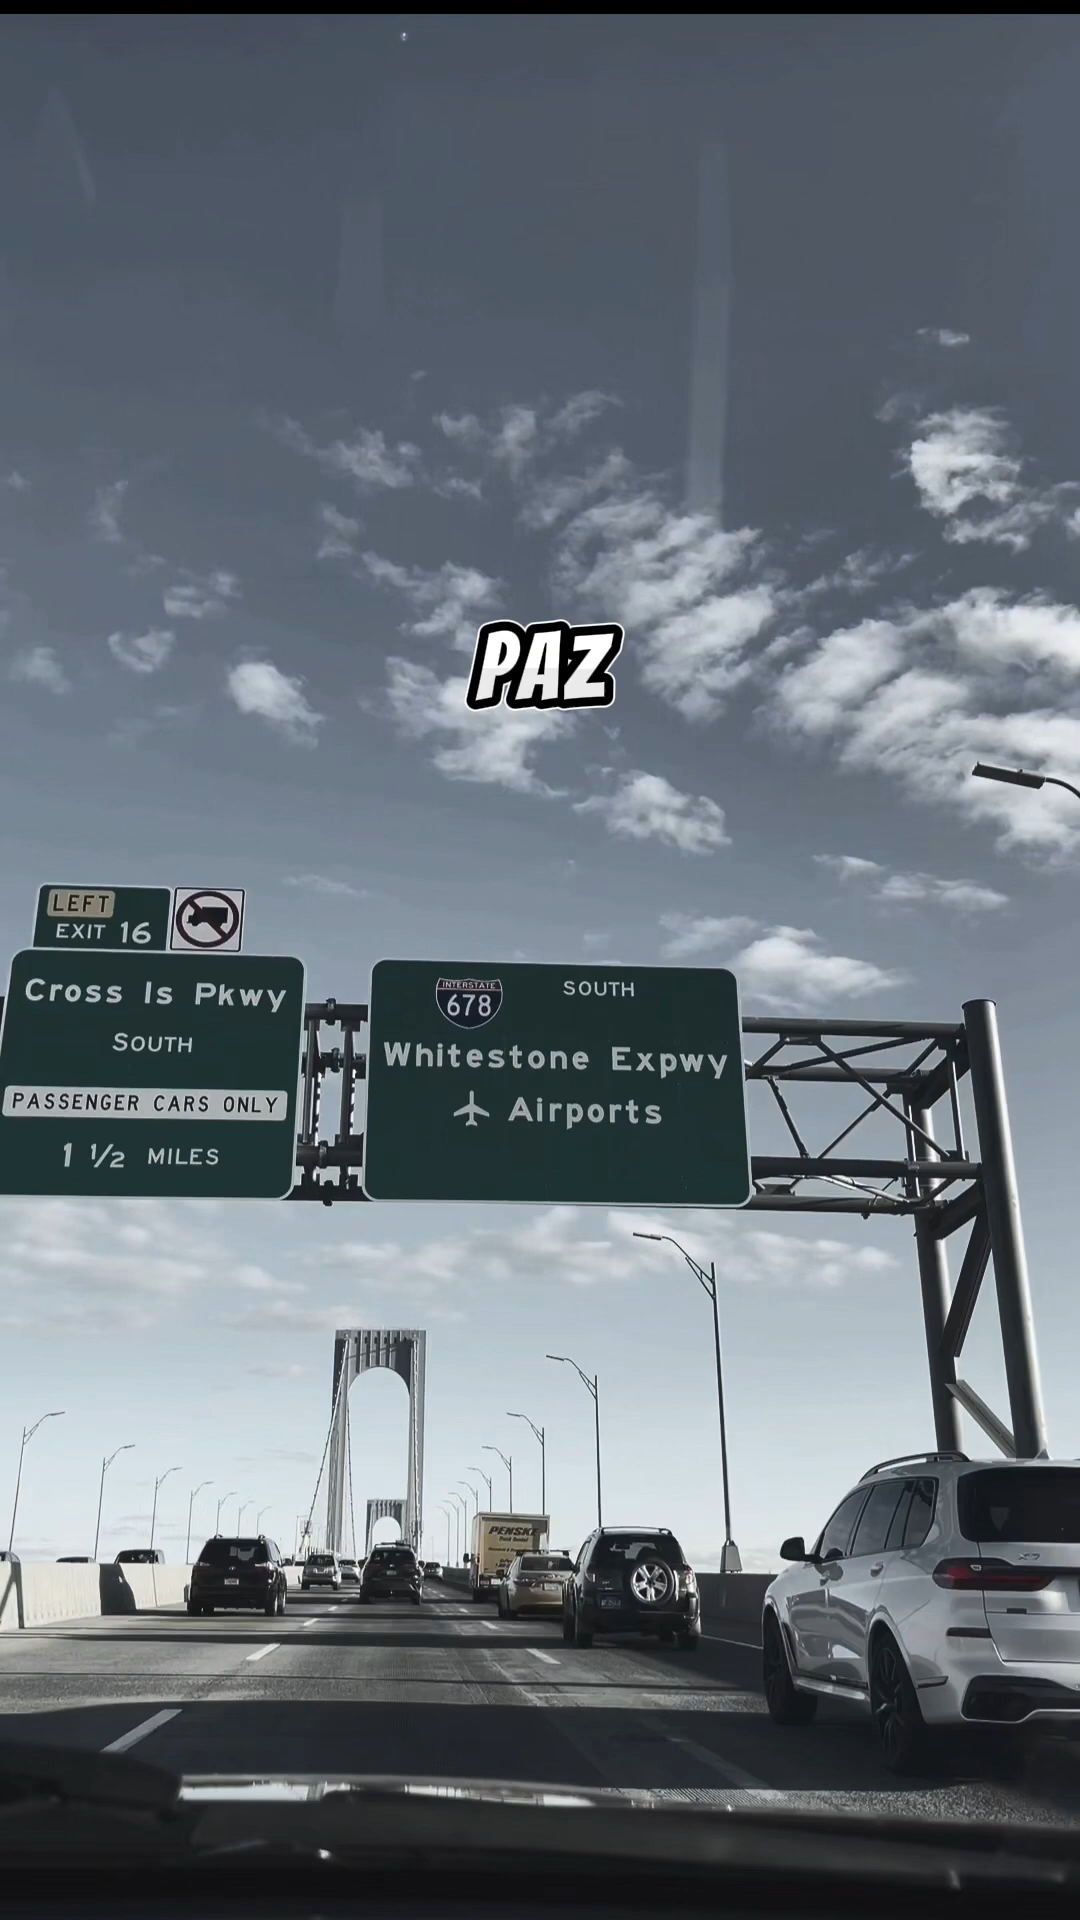 PAZ
LEFT
EXIT 16
Cross Is Pkwy
SOUTH
PASSENGER CARS ONLY
1 1/2 MILES
INTERSTATE
678
SOUTH
Whitestone Expwy
Airports
PENSKE
X7